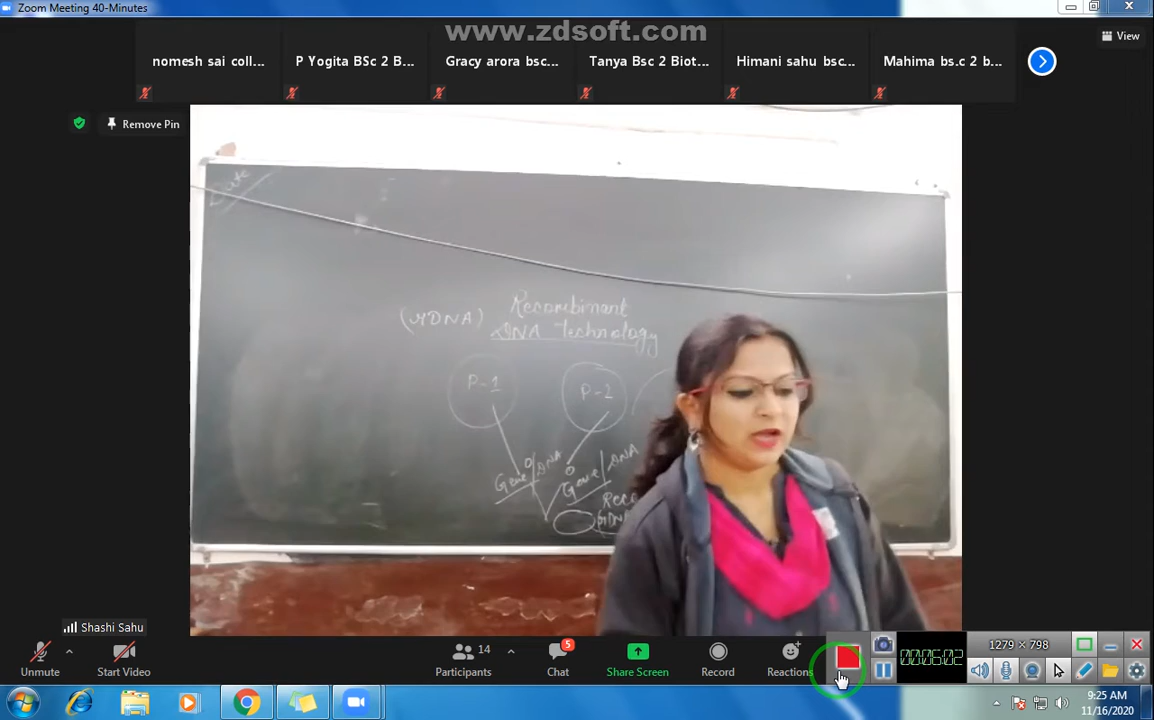 Zoom Meeting 40-Minutes
www.zdsoft.com
View
nomesh sai coll...
P Yogita BSc 2 B...
Gracy arora bsc...
Tanya Bsc 2 Biot...
Himani sahu bsc...
Mahima bs.c 2 b...
Remove Pin
Date
Recombinant
(rDNA)
DNA Technology
P-1
P-2
Gene/DNA
Gene/DNA
Reco
rDNA
Shashi Sahu
14
5
00:06:02
1279 × 798
Unmute
Start Video
Participants
Chat
Share Screen
Record
Reactions
9:25 AM
11/16/2020